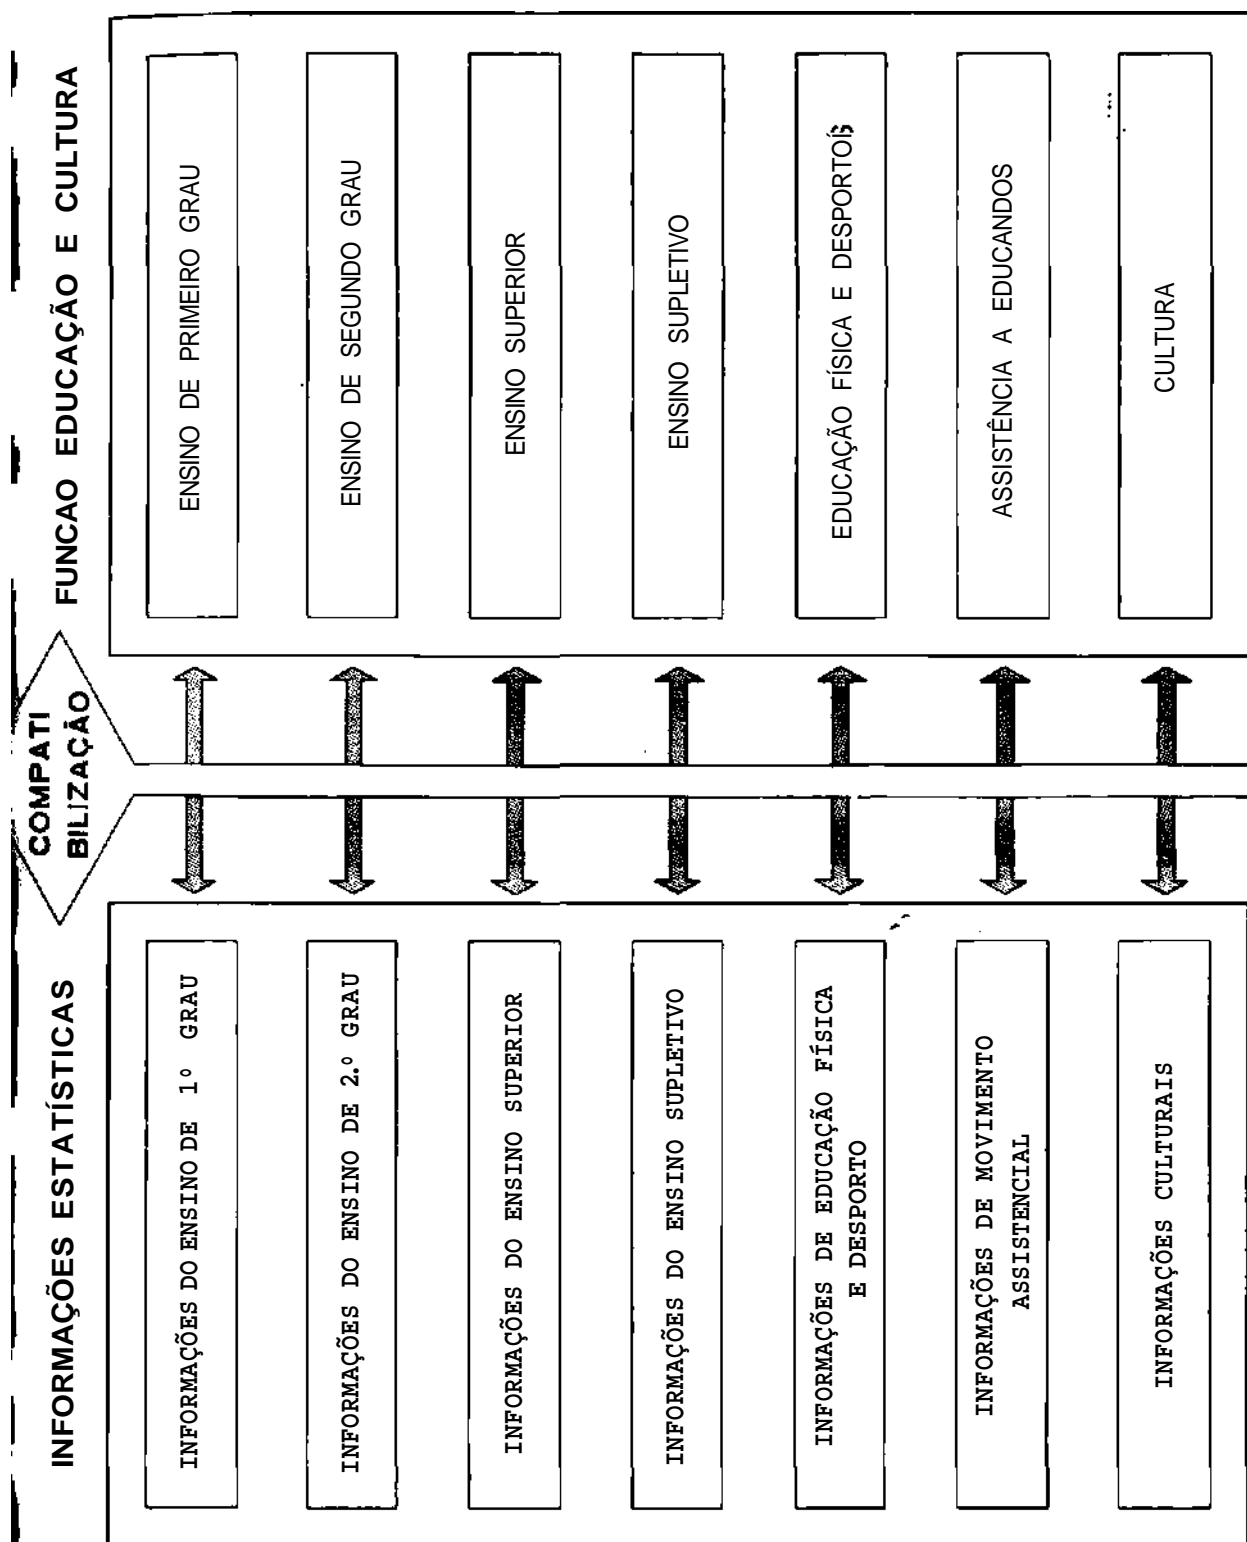 INFORMAÇÕES ESTATÍSTICAS
COMPATI
BILIZAÇÃO
FUNCAO EDUCAÇÃO E CULTURA
INFORMAÇÕES DO ENSINO DE 1º GRAU
ENSINO DE PRIMEIRO GRAU
INFORMAÇÕES DO ENSINO DE 2.º GRAU
ENSINO DE SEGUNDO GRAU
INFORMAÇÕES DO ENSINO SUPERIOR
ENSINO SUPERIOR
INFORMAÇÕES DO ENSINO SUPLETIVO
ENSINO SUPLETIVO
INFORMAÇÕES DE EDUCAÇÃO FÍSICA
E DESPORTO
EDUCAÇÃO FÍSICA E DESPORTOÍS
INFORMAÇÕES DE MOVIMENTO
ASSISTENCIAL
ASSISTÊNCIA A EDUCANDOS
INFORMAÇÕES CULTURAIS
CULTURA